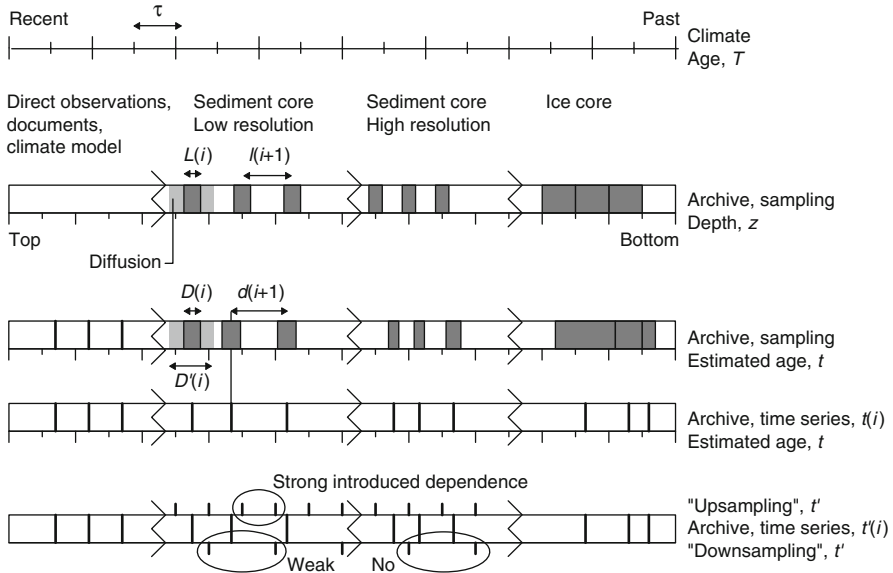 Recent
τ
Past
Climate
Age, T
Direct observations,
documents,
climate model
Sediment core
Low resolution
Sediment core
High resolution
Ice core
L(i)
l(i+1)
Archive, sampling
Depth, z
Top
Bottom
Diffusion
D(i)
d(i+1)
Archive, sampling
Estimated age, t
D'(i)
Archive, time series, t(i)
Estimated age, t
Strong introduced dependence
"Upsampling", t'
Archive, time series, t'(i)
"Downsampling", t'
Weak
No